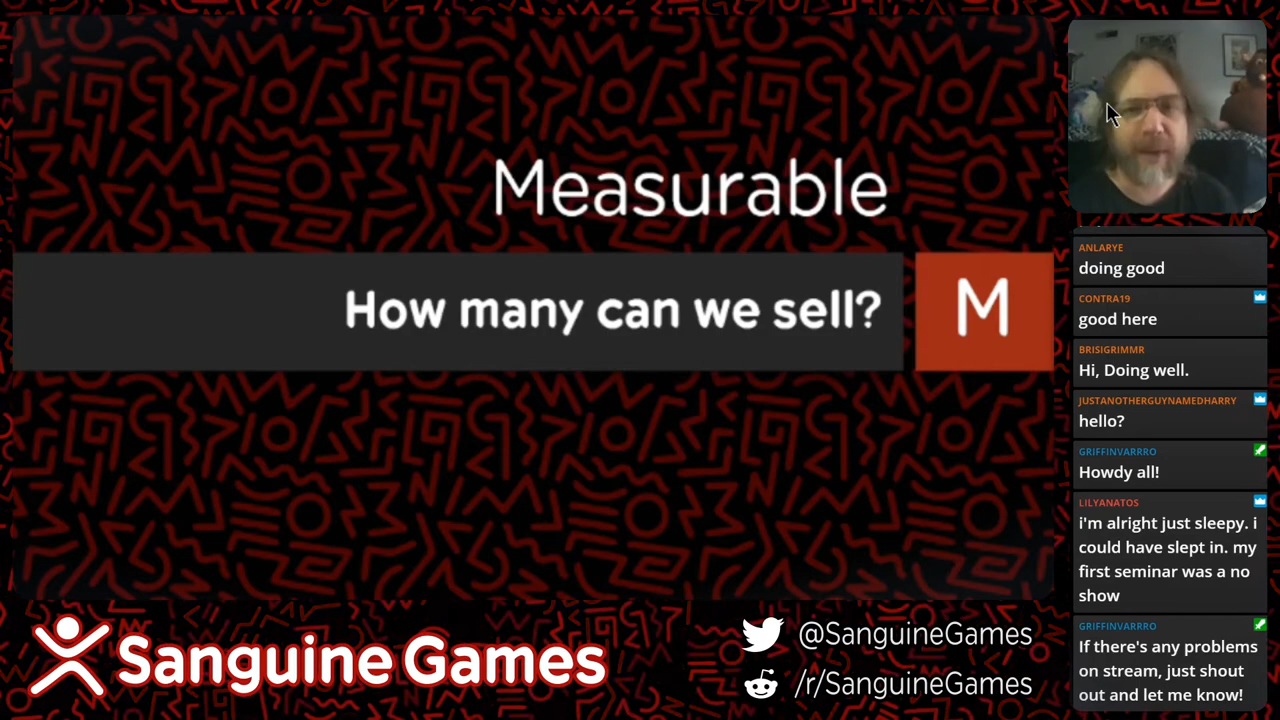 Measurable
How many can we sell?
M
ANLARYE
doing good
CONTRA19
good here
BRISIGRIMMR
Hi, Doing well.
JUSTANOTHERGUYNAMEDHARRY
hello?
GRIFFINVARRRO
Howdy all!
LILYANATOS
i'm alright just sleepy. i
could have slept in. my
first seminar was a no
show
GRIFFINVARRRO
If there's any problems
on stream, just shout
out and let me know!
Sanguine Games
@SanguineGames
/r/SanguineGames